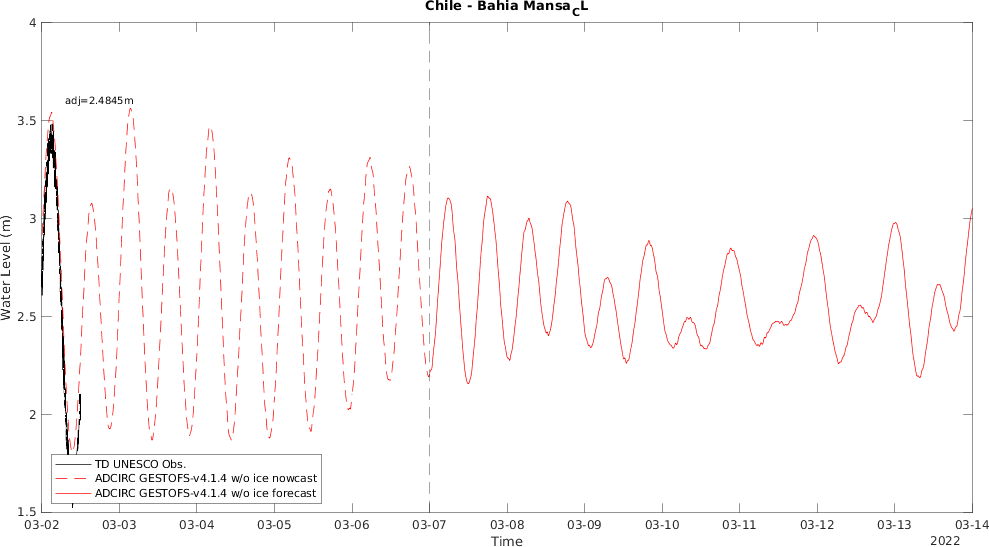 Chile - Bahia Mansa_CL
adj=2.4845m
4
3.5
3
2.5
2
1.5
Water Level (m)
TD UNESCO Obs.
ADCIRC GESTOFS-v4.1.4 w/o ice nowcast
ADCIRC GESTOFS-v4.1.4 w/o ice forecast
03-02 03-03 03-04 03-05 03-06 03-07 03-08 03-09 03-10 03-11 03-12 03-13 03-14
Time
2022